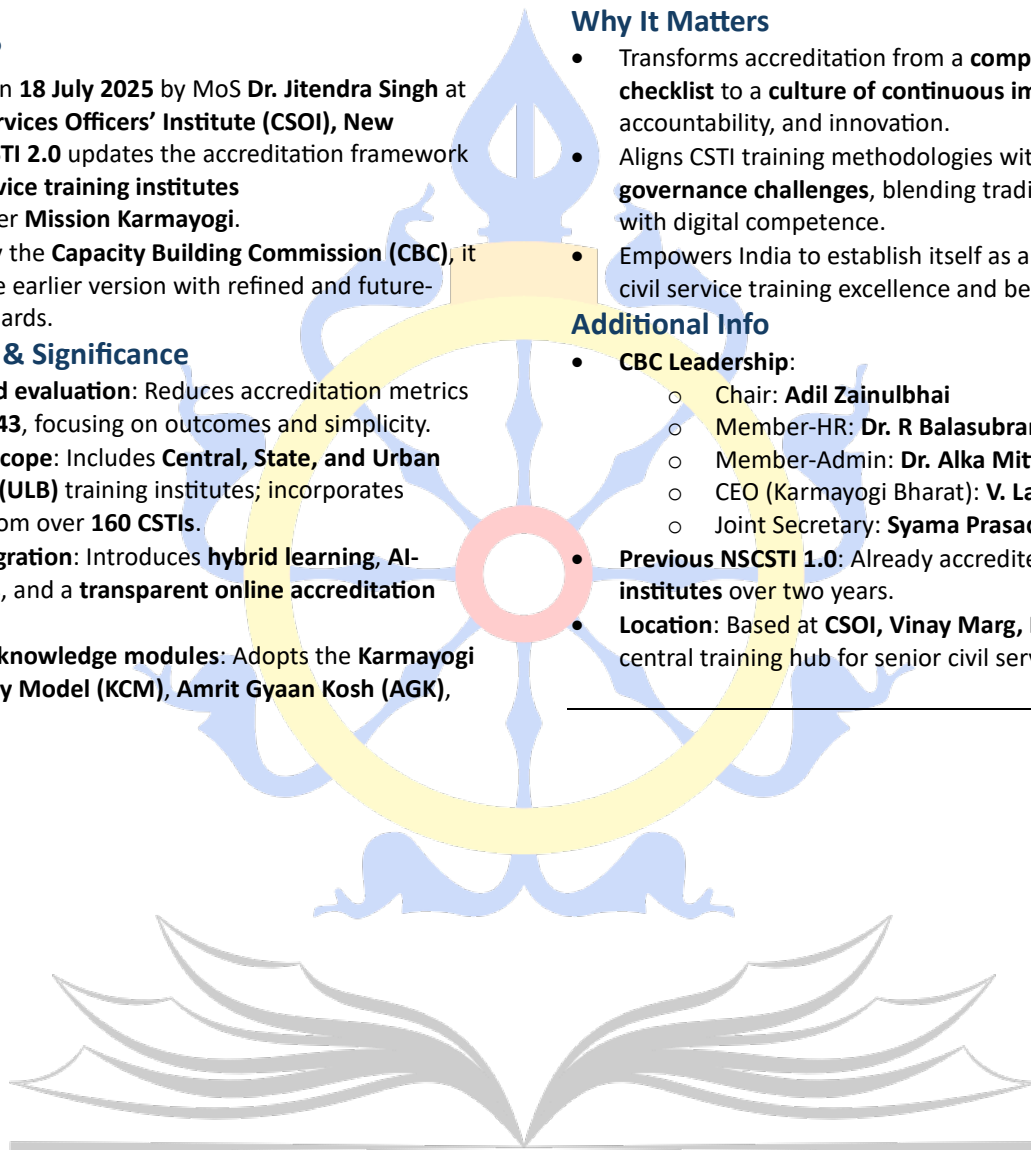 n 18 July 2025 by MoS Dr. Jitendra Singh at
rvices Officers’ Institute (CSOI), New
STI 2.0 updates the accreditation framework
vice training institutes
er Mission Karmayogi.
y the Capacity Building Commission (CBC), it
e earlier version with refined and future-
ards.
& Significance
d evaluation: Reduces accreditation metrics
43, focusing on outcomes and simplicity.
cope: Includes Central, State, and Urban
(ULB) training institutes; incorporates
om over 160 CSTIs.
gration: Introduces hybrid learning, AI-
, and a transparent online accreditation
knowledge modules: Adopts the Karmayogi
y Model (KCM), Amrit Gyaan Kosh (AGK),
Why It Matters
• Transforms accreditation from a comp
checklist to a culture of continuous im
accountability, and innovation.
• Aligns CSTI training methodologies wit
governance challenges, blending tradi
with digital competence.
• Empowers India to establish itself as a
civil service training excellence and be
Additional Info
• CBC Leadership:
o Chair: Adil Zainulbhai
o Member-HR: Dr. R Balasubra
o Member-Admin: Dr. Alka Mit
o CEO (Karmayogi Bharat): V. La
o Joint Secretary: Syama Prasad
• Previous NSCSTI 1.0: Already accredite
institutes over two years.
• Location: Based at CSOI, Vinay Marg,
central training hub for senior civil serv